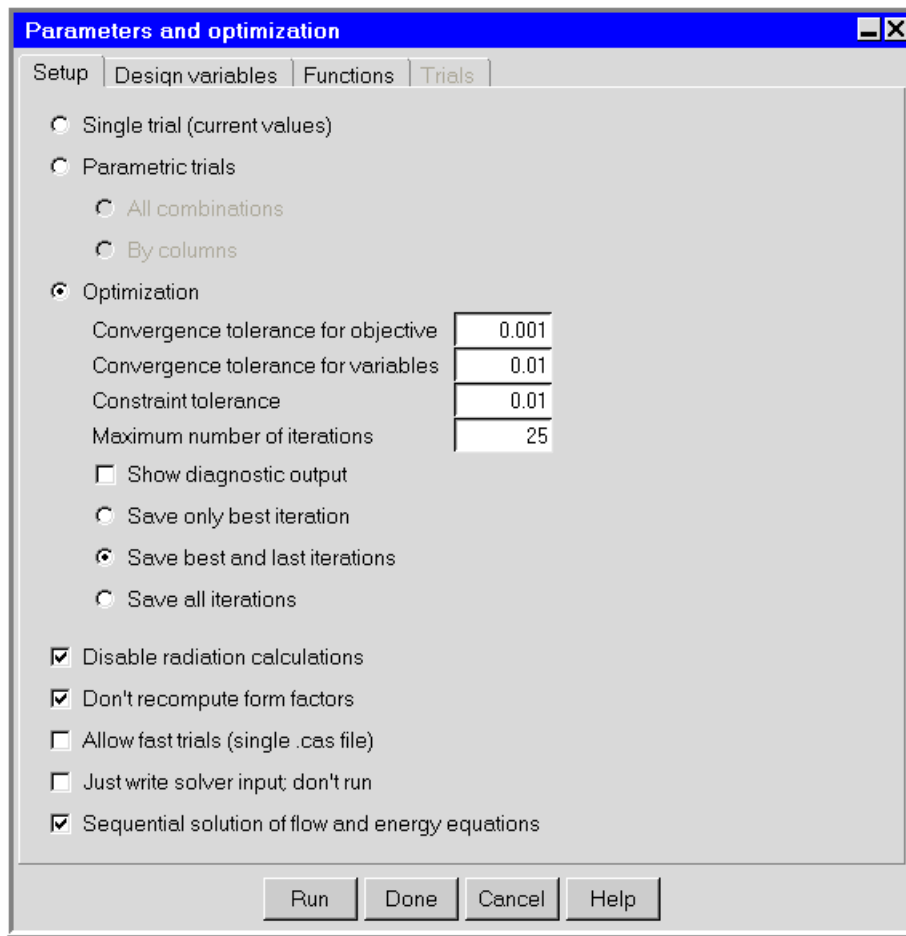 Parameters and optimization
Setup Design variables Functions Trials
Single trial (current values)
Parametric trials
All combinations
By columns
Optimization
Convergence tolerance for objective 0.001
Convergence tolerance for variables 0.01
Constraint tolerance 0.01
Maximum number of iterations 25
Show diagnostic output
Save only best iteration
Save best and last iterations
Save all iterations
Disable radiation calculations
Don't recompute form factors
Allow fast trials (single .cas file)
Just write solver input; don't run
Sequential solution of flow and energy equations
Run Done Cancel Help